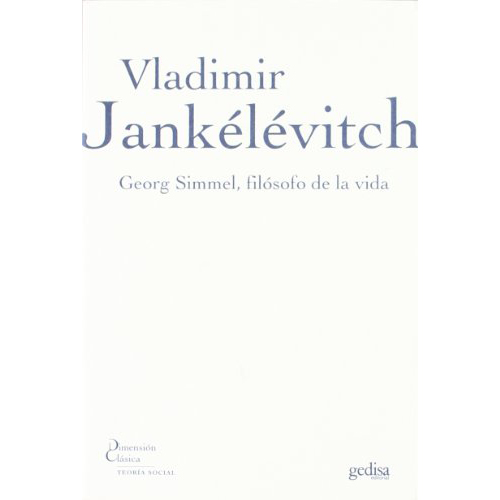 Vladimir
Jankélévitch
Georg Simmel, filósofo de la vida
Dimensión
Clásica
TEORÍA SOCIAL
gedisa
editorial